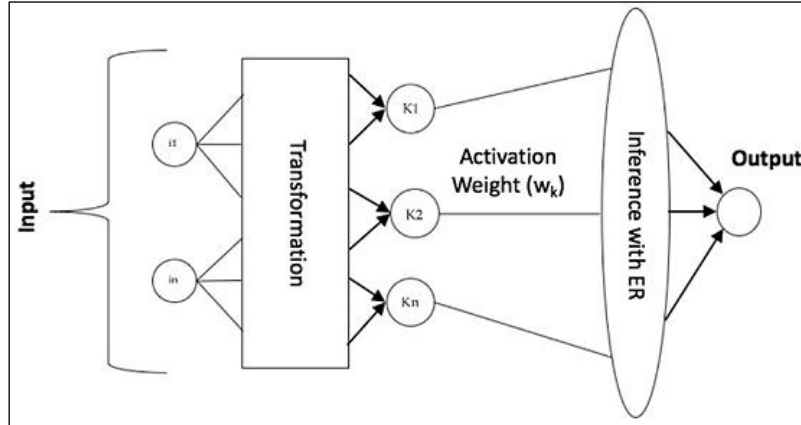 Input
i1
in
Transformation
K1
K2
Kn
Activation
Weight (wk)
Inference with ER
Output